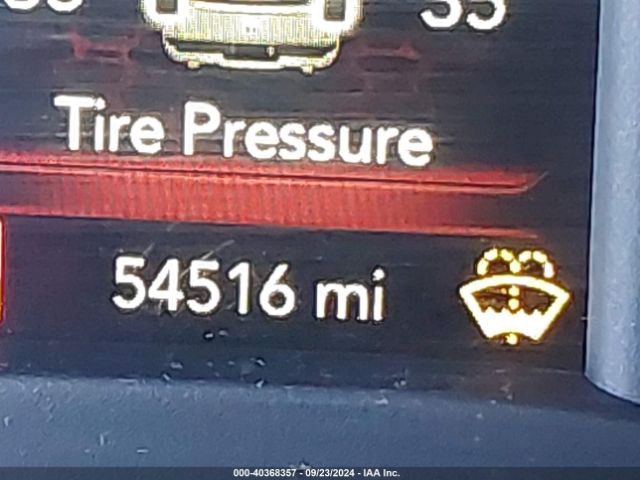 Tire Pressure
54516 mi
000-40368357 - 09/23/2024 - IAA Inc.